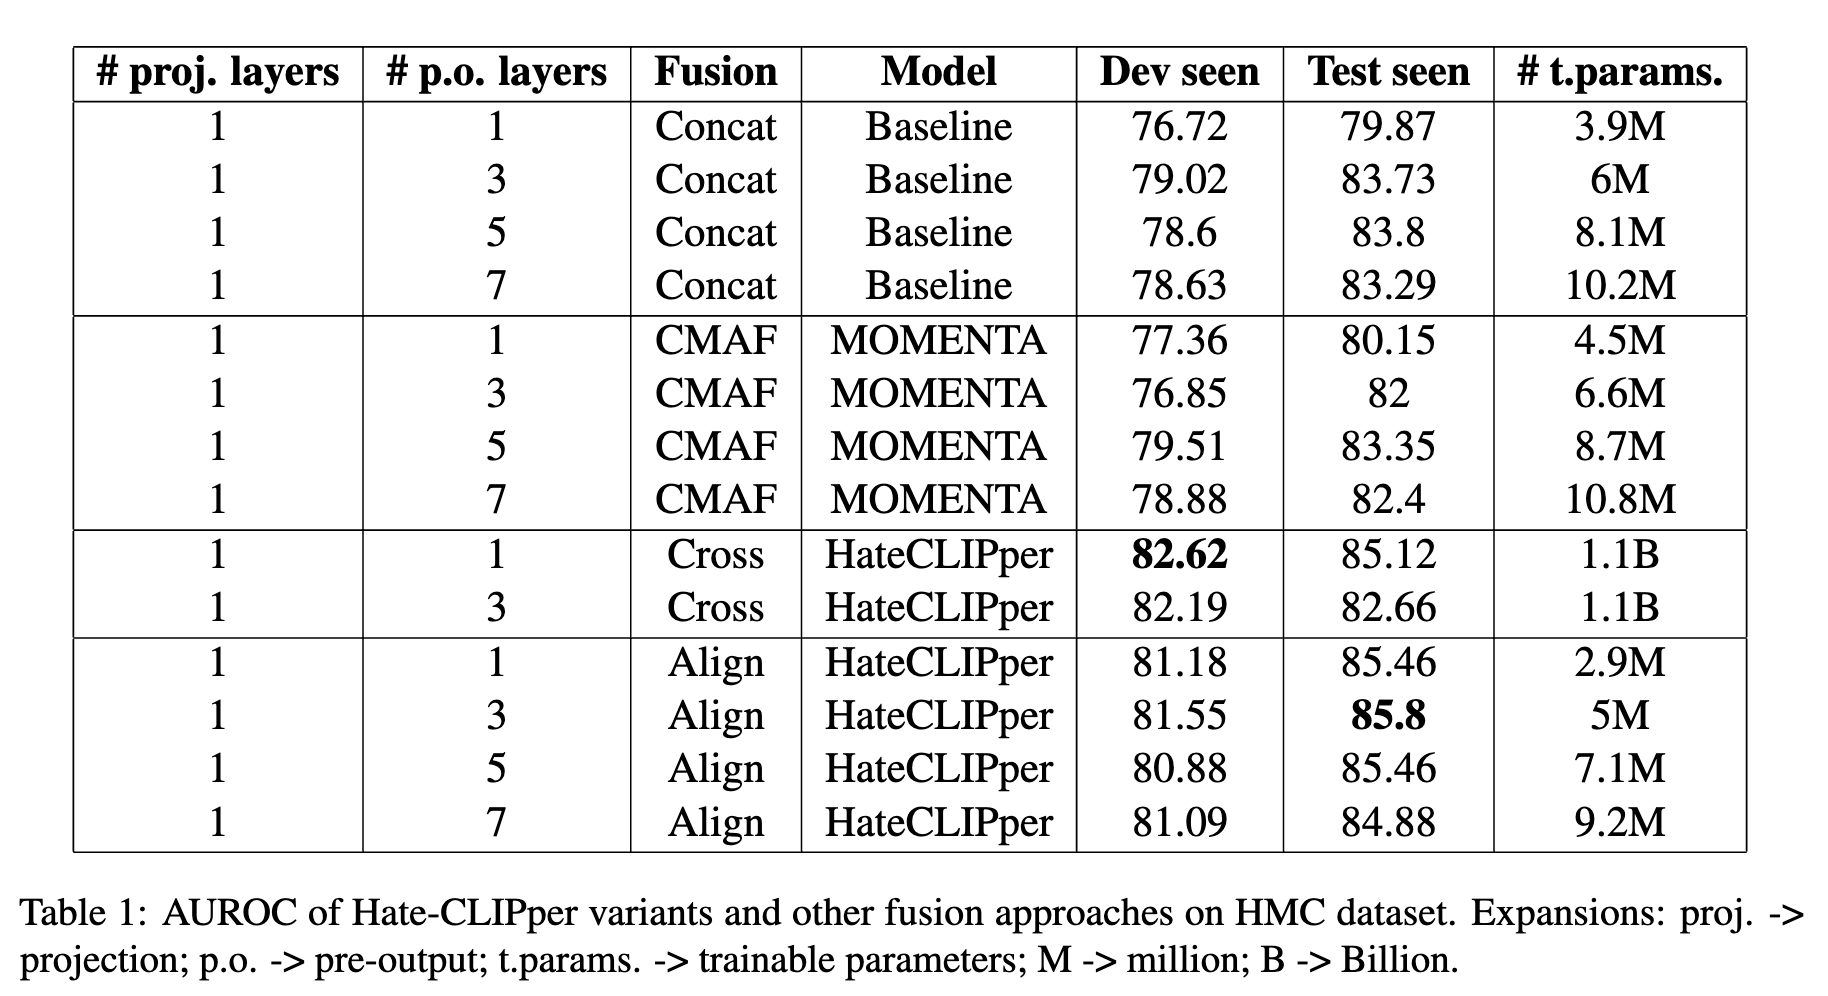 # proj. layers # p.o. layers Fusion Model Dev seen Test seen # t.params.
1 1 Concat Baseline 76.72 79.87 3.9M
1 3 Concat Baseline 79.02 83.73 6M
1 5 Concat Baseline 78.6 83.8 8.1M
1 7 Concat Baseline 78.63 83.29 10.2M
1 1 CMAF MOMENTA 77.36 80.15 4.5M
1 3 CMAF MOMENTA 76.85 82 6.6M
1 5 CMAF MOMENTA 79.51 83.35 8.7M
1 7 CMAF MOMENTA 78.88 82.4 10.8M
1 1 Cross HateCLIPper 82.62 85.12 1.1B
1 3 Cross HateCLIPper 82.19 82.66 1.1B
1 1 Align HateCLIPper 81.18 85.46 2.9M
1 3 Align HateCLIPper 81.55 85.8 5M
1 5 Align HateCLIPper 80.88 85.46 7.1M
1 7 Align HateCLIPper 81.09 84.88 9.2M
Table 1: AUROC of Hate-CLIPper variants and other fusion approaches on HMC dataset. Expansions: proj. ->
projection; p.o. -> pre-output; t.params. -> trainable parameters; M -> million; B -> Billion.